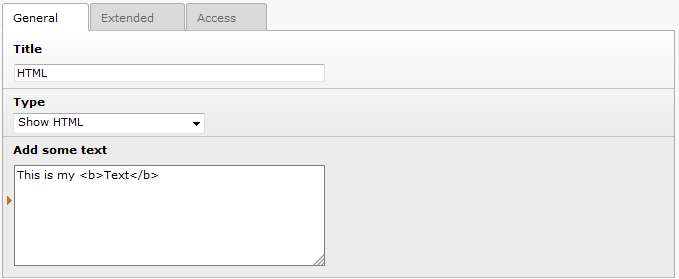 General Extended Access
Title
HTML
Type
Show HTML
Add some text
This is my <b>Text</b>